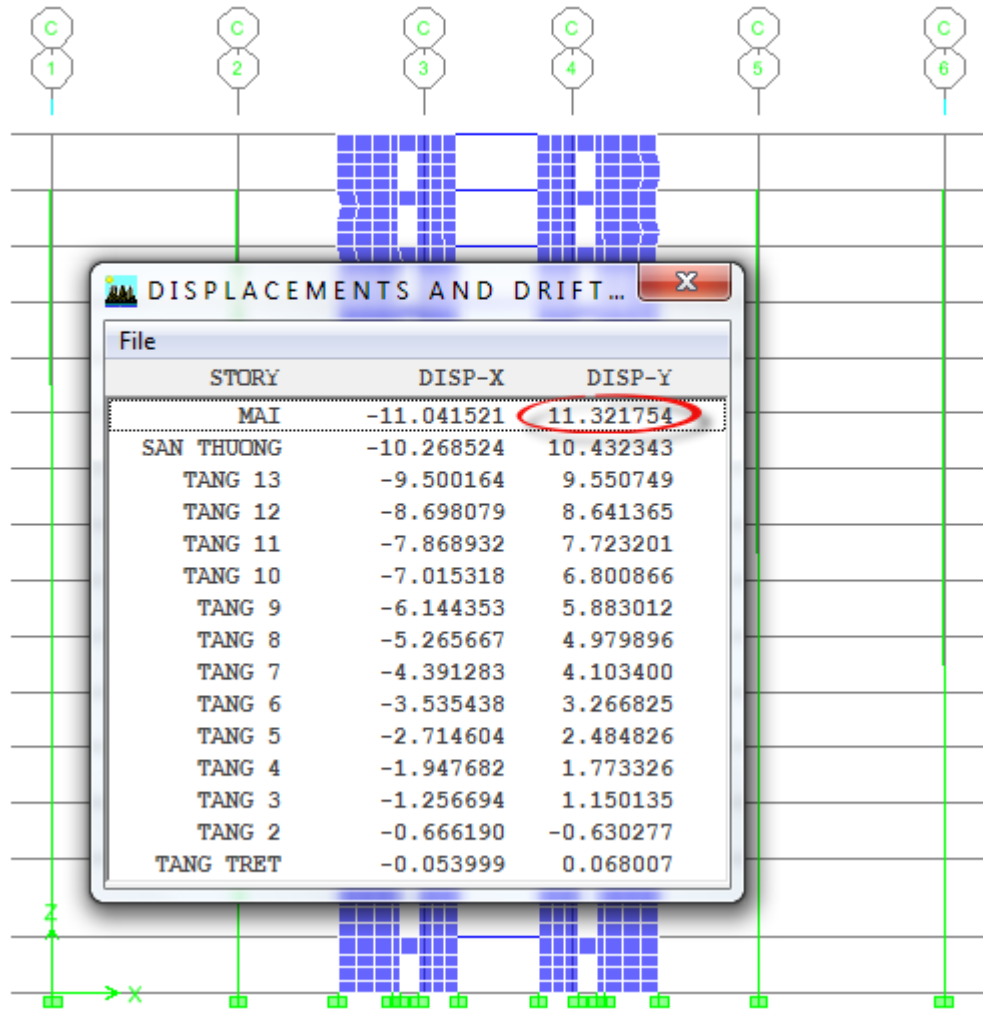 C C C C C C
1 2 3 4 5 6
DISPLACEMENTS AND DRIFT...
File
STORY DISP-X DISP-Y
MAI -11.041521 11.321754
SAN THUONG -10.268524 10.432343
TANG 13 -9.500164 9.550749
TANG 12 -8.698079 8.641365
TANG 11 -7.868932 7.723201
TANG 10 -7.015318 6.800866
TANG 9 -6.144353 5.883012
TANG 8 -5.265667 4.979896
TANG 7 -4.391283 4.103400
TANG 6 -3.535438 3.266825
TANG 5 -2.714604 2.484826
TANG 4 -1.947682 1.773326
TANG 3 -1.256694 1.150135
TANG 2 -0.666190 -0.630277
TANG TRET -0.053999 0.068007
Z
X